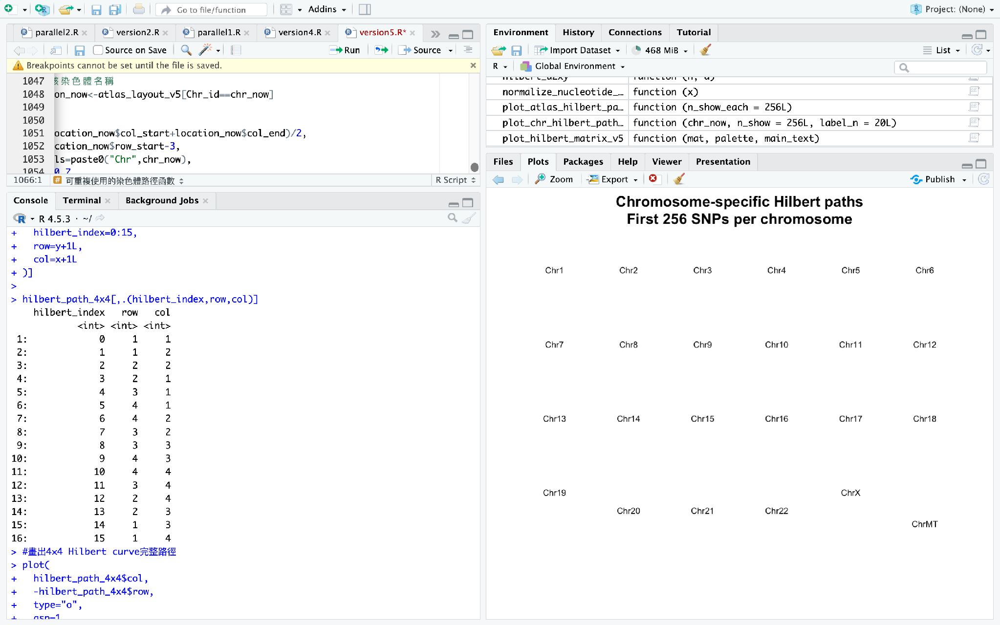 Go to file/function
Addins
Project: (None)
parallel2.R
version2.R
parallel1.R
version4.R
version5.R*
Source on Save
Run
Source
Breakpoints cannot be set until the file is saved.
1047 染色體名稱
1048 on_now<-atlas_layout_v5[Chr_id==chr_now]
1049
1050
1051 ocation_now$col_start+location_now$col_end)/2,
1052 cation_now$row_start-3,
1053 ls=paste0("Chr",chr_now),
1054 0.7
1066:1 # 可重複使用的染色體路徑函數 R Script
Console Terminal Background Jobs
R 4.5.3 · ~/
+   hilbert_index=0:15,
+   row=y+1L,
+   col=x+1L
+ )]
>
> hilbert_path_4x4[,.(hilbert_index,row,col)]
    hilbert_index   row   col
            <int> <int> <int>
 1:             0     1     1
 2:             1     1     2
 3:             2     2     2
 4:             3     2     1
 5:             4     3     1
 6:             5     4     1
 7:             6     4     2
 8:             7     3     2
 9:             8     3     3
10:             9     4     3
11:            10     4     4
12:            11     3     4
13:            12     2     4
14:            13     2     3
15:            14     1     3
16:            15     1     4
> #畫出4x4 Hilbert curve完整路徑
> plot(
+   hilbert_path_4x4$col,
+   -hilbert_path_4x4$row,
+   type="o",
+   asp=1
Environment History Connections Tutorial
Import Dataset 468 MiB List
R Global Environment
hilbert_d2xy function (n, d)
normalize_nucleotide_… function (x)
plot_atlas_hilbert_pa… function (n_show_each = 256L)
plot_chr_hilbert_path… function (chr_now, n_show = 256L, label_n = 20L)
plot_hilbert_matrix_v5 function (mat, palette, main_text)
Files Plots Packages Help Viewer Presentation
Zoom Export Publish
Chromosome-specific Hilbert paths
First 256 SNPs per chromosome
Chr1 Chr2 Chr3 Chr4 Chr5 Chr6
Chr7 Chr8 Chr9 Chr10 Chr11 Chr12
Chr13 Chr14 Chr15 Chr16 Chr17 Chr18
Chr19 ChrX
Chr20 Chr21 Chr22
ChrMT